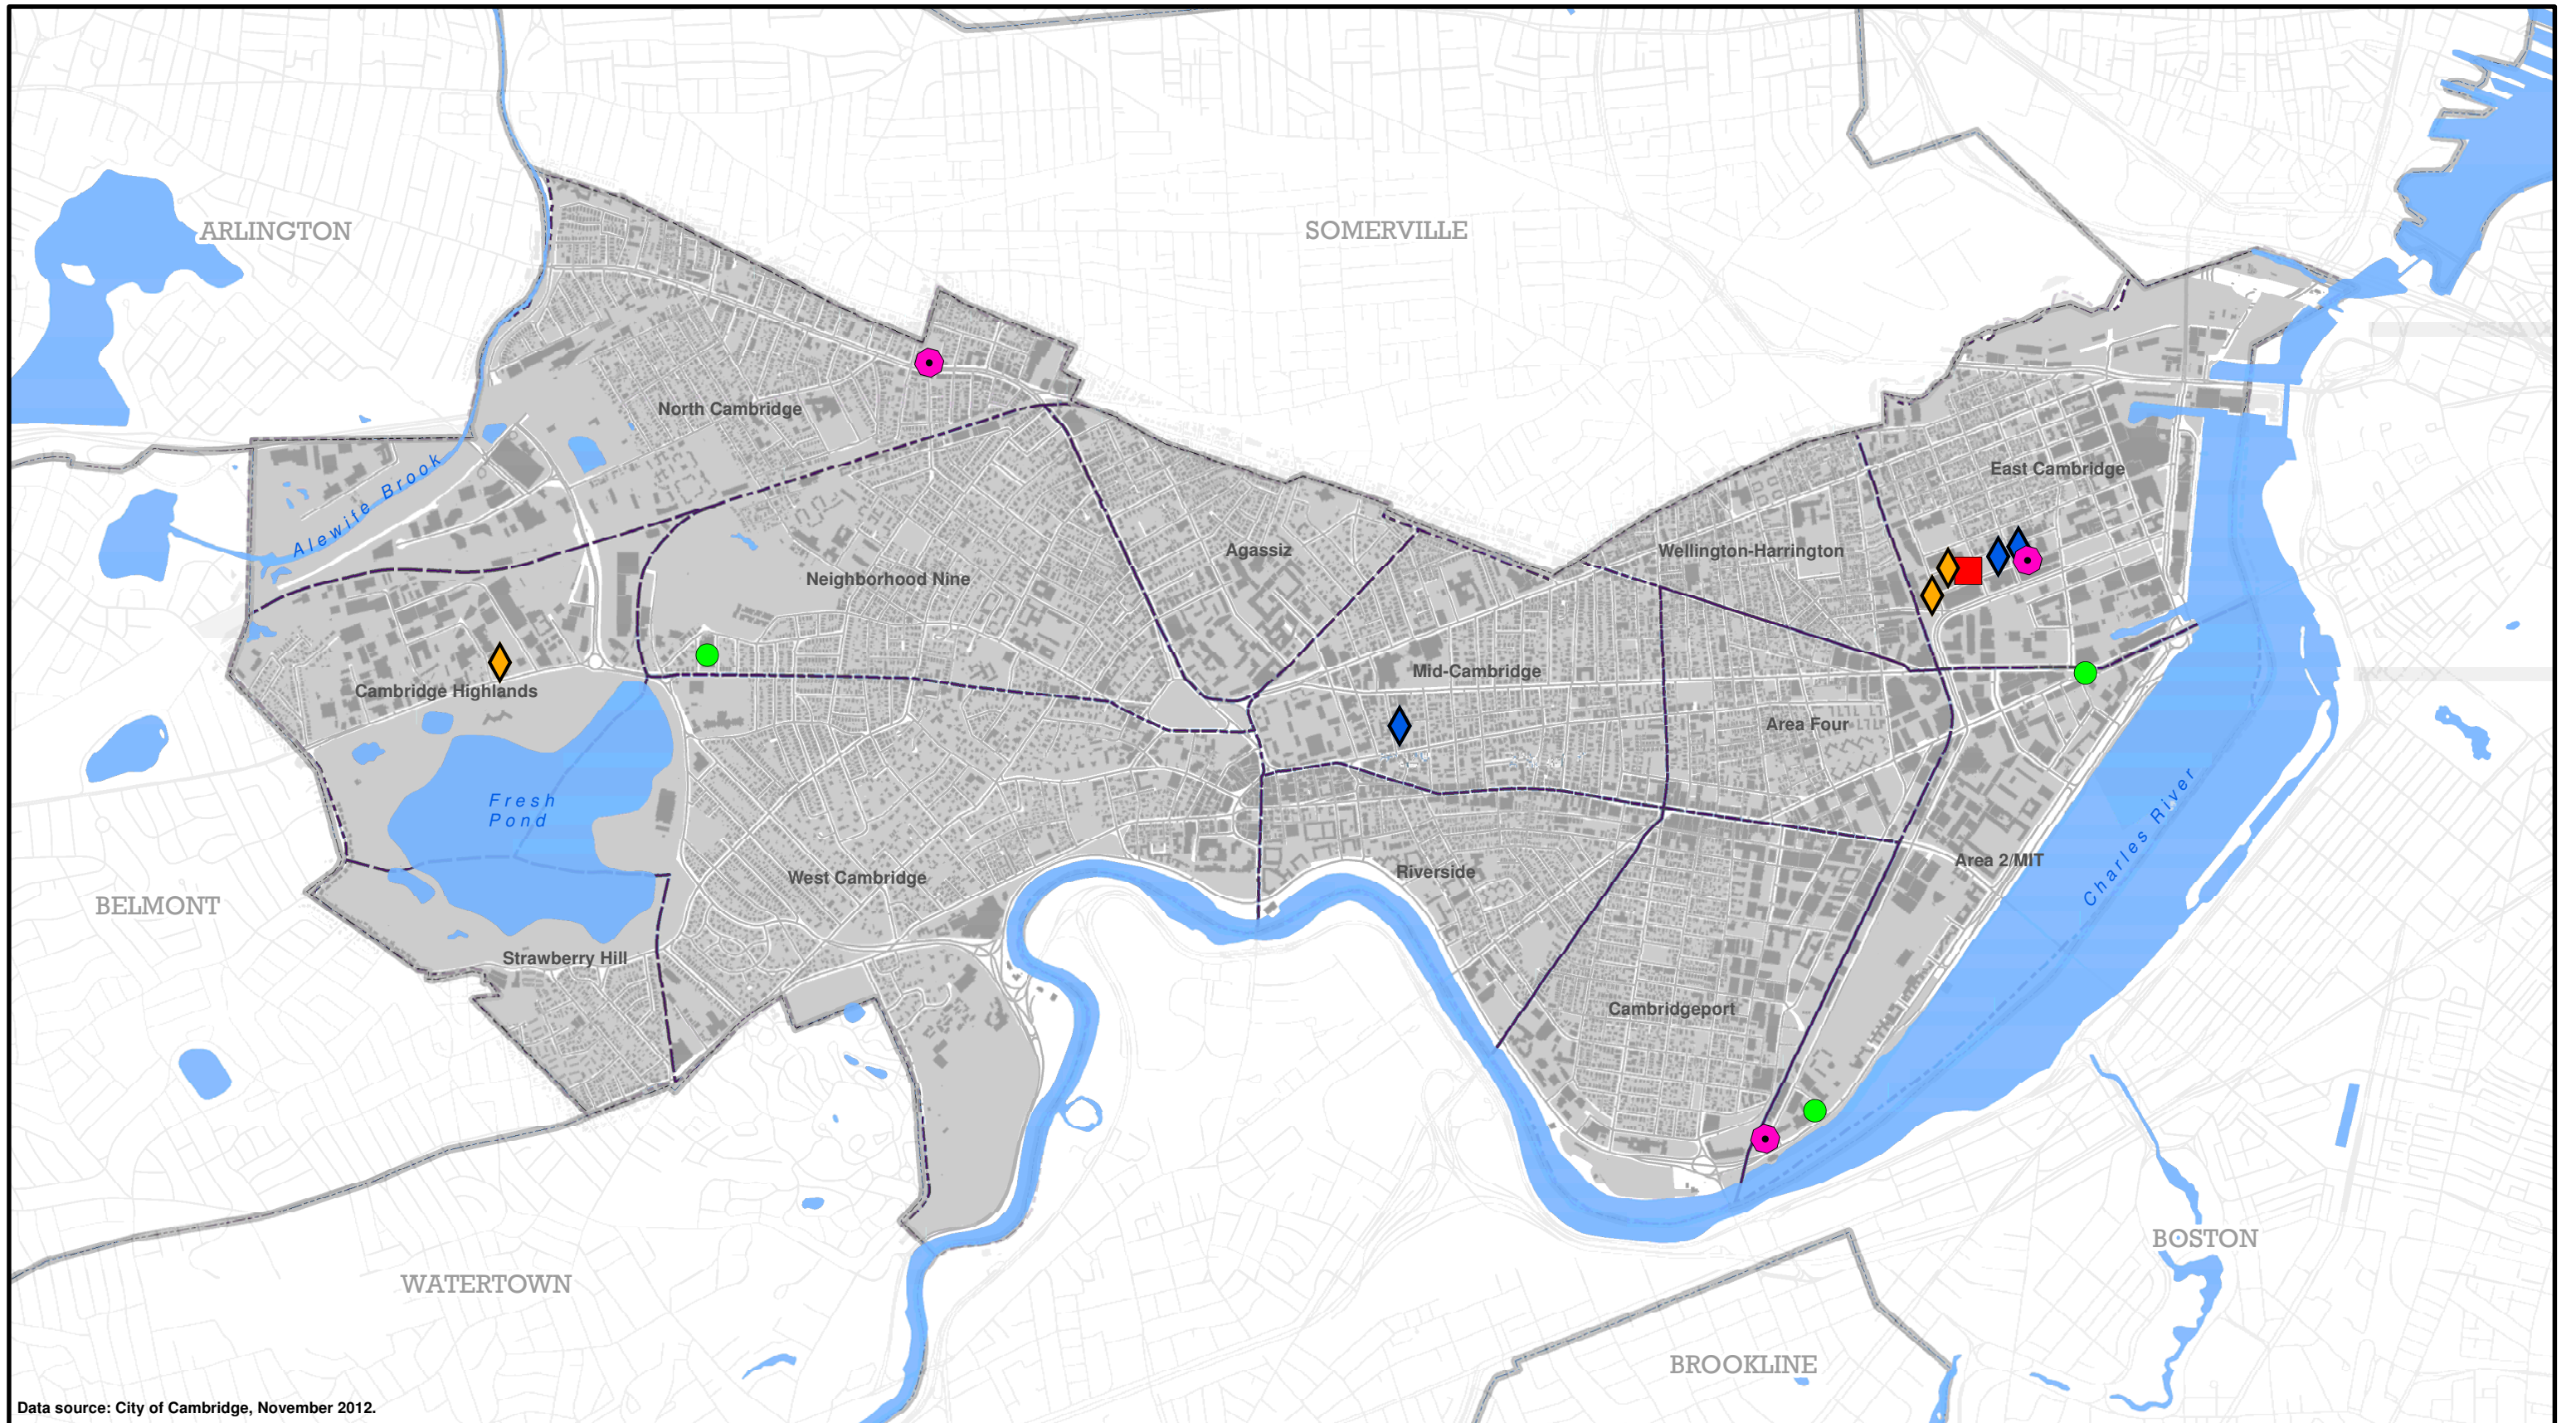 ARLINGTON
SOMERVILLE
North Cambridge
East Cambridge
Alewife Brook
Agassiz
Wellington-Harrington
Neighborhood Nine
Mid-Cambridge
Cambridge Highlands
Area Four
Fresh
Pond
Charles River
Area 2/MIT
Riverside
West Cambridge
BELMONT
Strawberry Hill
Cambridgeport
BOSTON
WATERTOWN
BROOKLINE
Data source: City of Cambridge, November 2012.